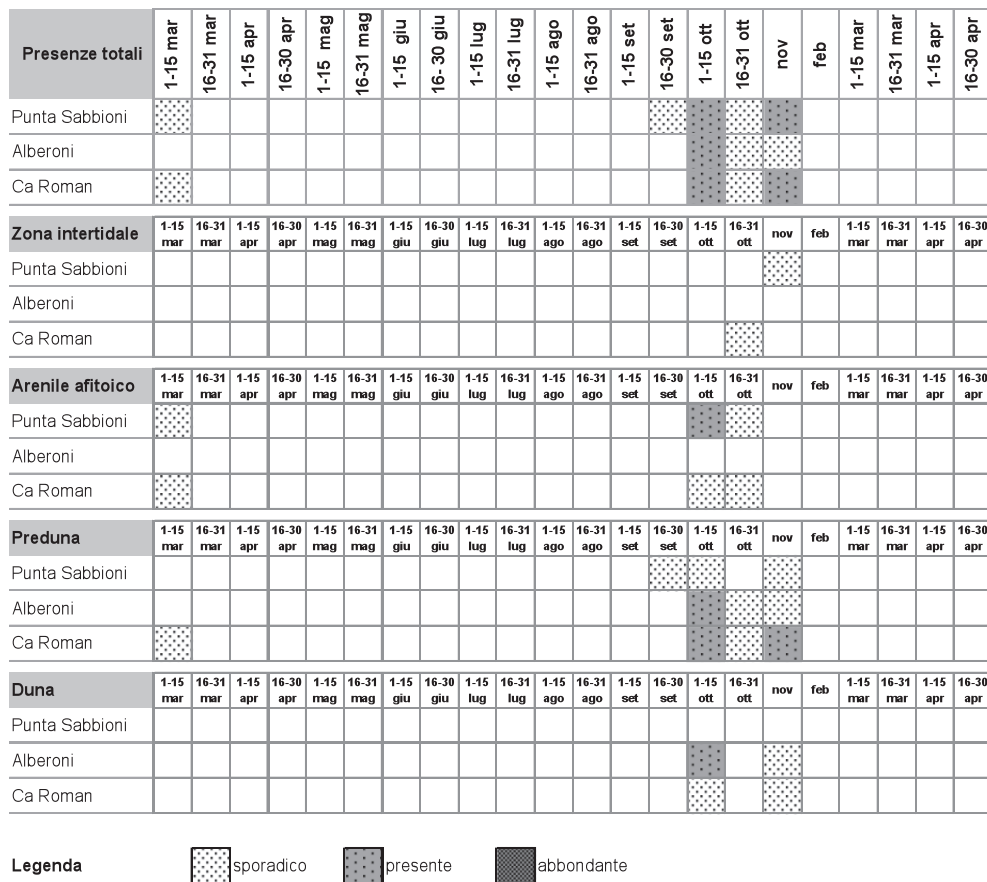 Presenze totali 1-15 mar 16-31 mar 1-15 apr 16-30 apr 1-15 mag 16-31 mag 1-15 giu 16- 30 giu 1-15 lug 16-31 lug 1-15 ago 16-31 ago 1-15 set 16-30 set 1-15 ott 16-31 ott nov feb 1-15 mar 16-31 mar 1-15 apr 16-30 apr
Punta Sabbioni
Alberoni
Ca Roman
Zona intertidale 1-15 mar 16-31 mar 1-15 apr 16-30 apr 1-15 mag 16-31 mag 1-15 giu 16-30 giu 1-15 lug 16-31 lug 1-15 ago 16-31 ago 1-15 set 16-30 set 1-15 ott 16-31 ott nov feb 1-15 mar 16-31 mar 1-15 apr 16-30 apr
Punta Sabbioni
Alberoni
Ca Roman
Arenile afitoico 1-15 mar 16-31 mar 1-15 apr 16-30 apr 1-15 mag 16-31 mag 1-15 giu 16-30 giu 1-15 lug 16-31 lug 1-15 ago 16-31 ago 1-15 set 16-30 set 1-15 ott 16-31 ott nov feb 1-15 mar 16-31 mar 1-15 apr 16-30 apr
Punta Sabbioni
Alberoni
Ca Roman
Preduna 1-15 mar 16-31 mar 1-15 apr 16-30 apr 1-15 mag 16-31 mag 1-15 giu 16-30 giu 1-15 lug 16-31 lug 1-15 ago 16-31 ago 1-15 set 16-30 set 1-15 ott 16-31 ott nov feb 1-15 mar 16-31 mar 1-15 apr 16-30 apr
Punta Sabbioni
Alberoni
Ca Roman
Duna 1-15 mar 16-31 mar 1-15 apr 16-30 apr 1-15 mag 16-31 mag 1-15 giu 16-30 giu 1-15 lug 16-31 lug 1-15 ago 16-31 ago 1-15 set 16-30 set 1-15 ott 16-31 ott nov feb 1-15 mar 16-31 mar 1-15 apr 16-30 apr
Punta Sabbioni
Alberoni
Ca Roman
Legenda sporadico presente abbondante